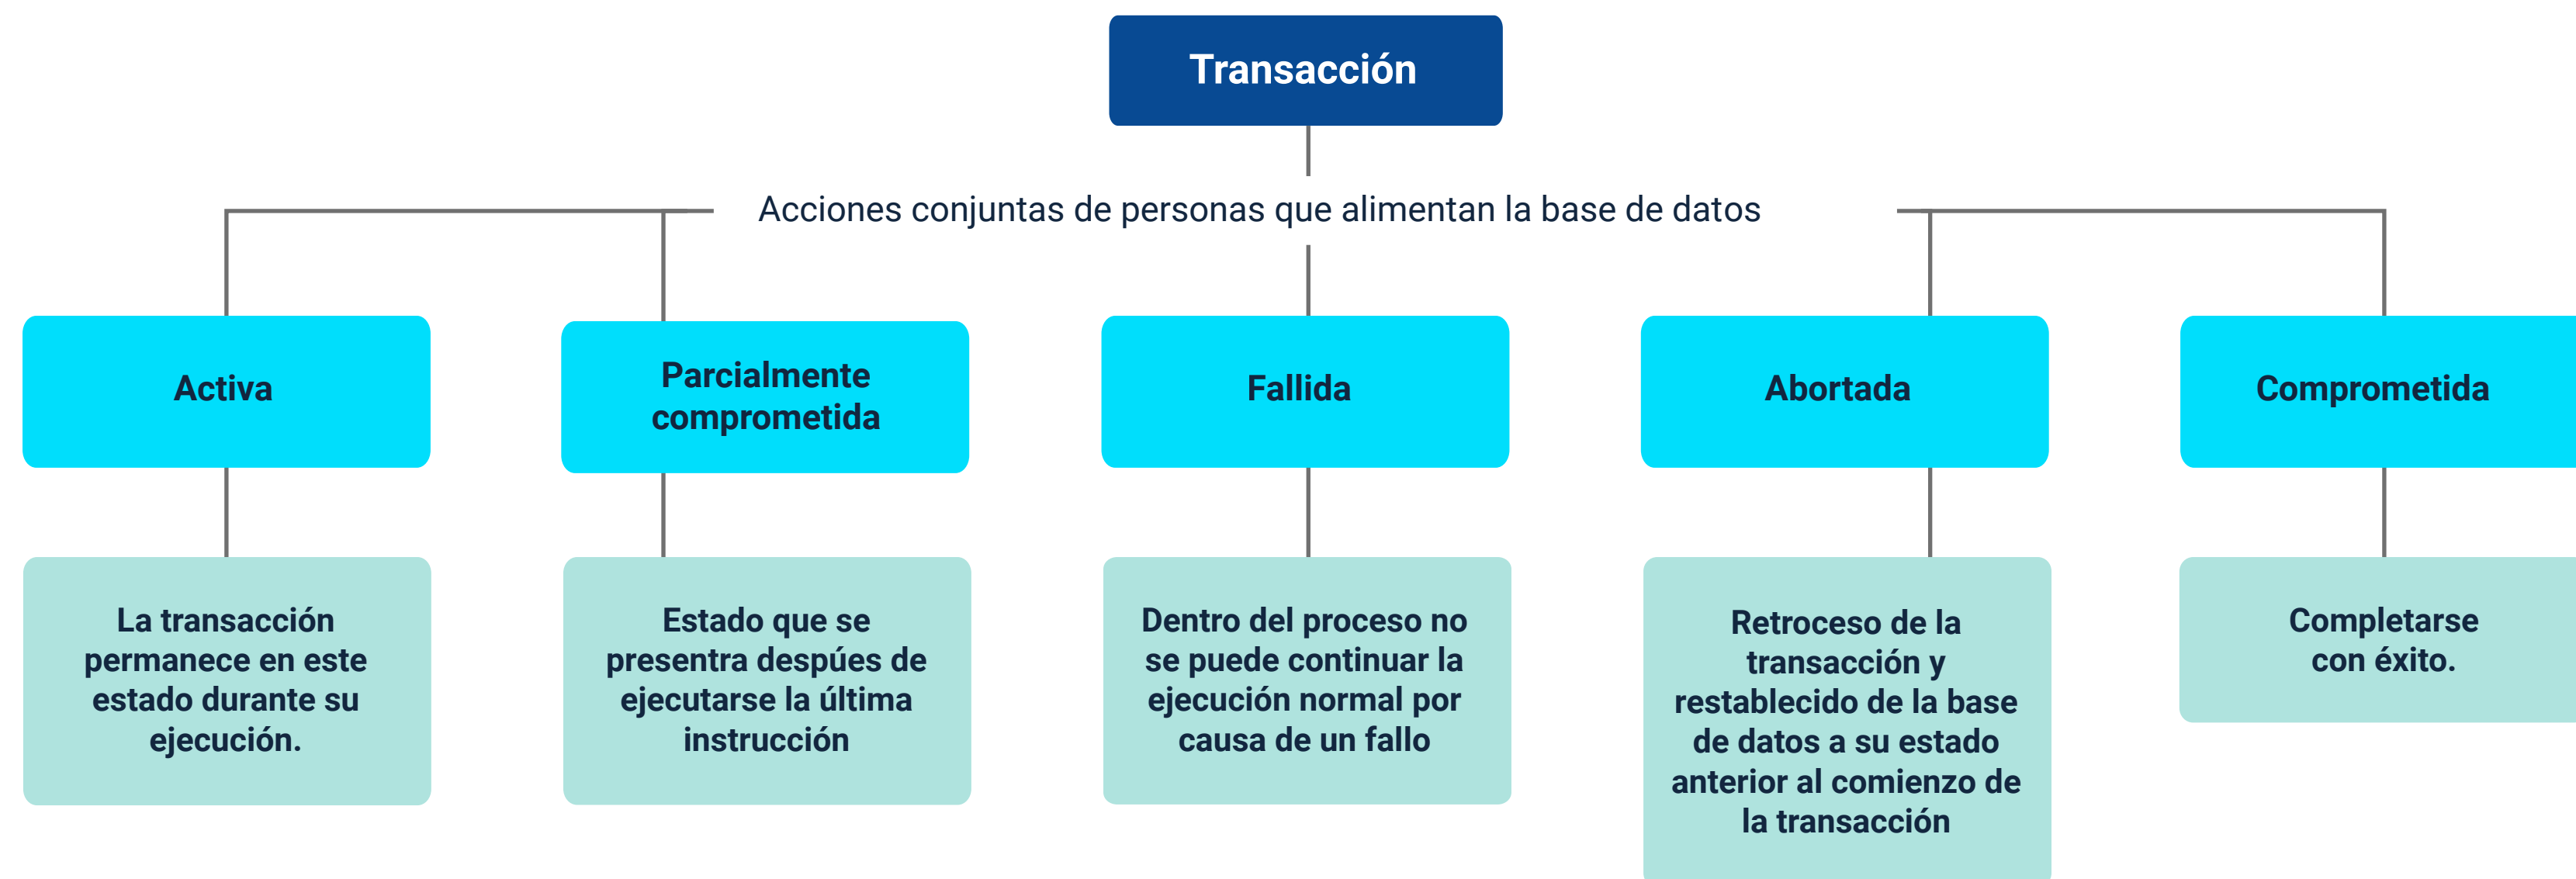 Transacción
Acciones conjuntas de personas que alimentan la base de datos
Activa
Parcialmente
comprometida
Fallida
Abortada
Comprometida
La transacción
permanece en este
estado durante su
ejecución.
Estado que se
presentra despúes de
ejecutarse la última
instrucción
Dentro del proceso no
se puede continuar la
ejecución normal por
causa de un fallo
Retroceso de la
transacción y
restablecido de la base
de datos a su estado
anterior al comienzo de
la transacción
Completarse
con éxito.